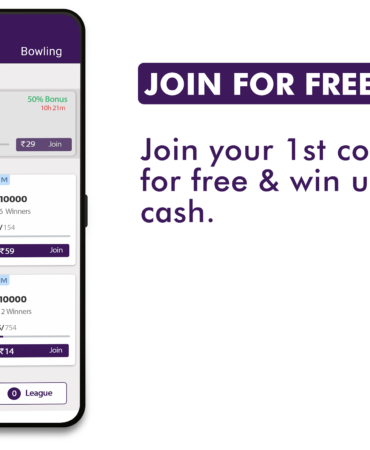 Bowling
50% Bonus
10h 21m
₹29 Join
M
10000
6 Winners
/154
₹59 Join
M
10000
2 Winners
/754
₹14 Join
0 League
JOIN FOR FREE
Join your 1st co
for free & win u
cash.